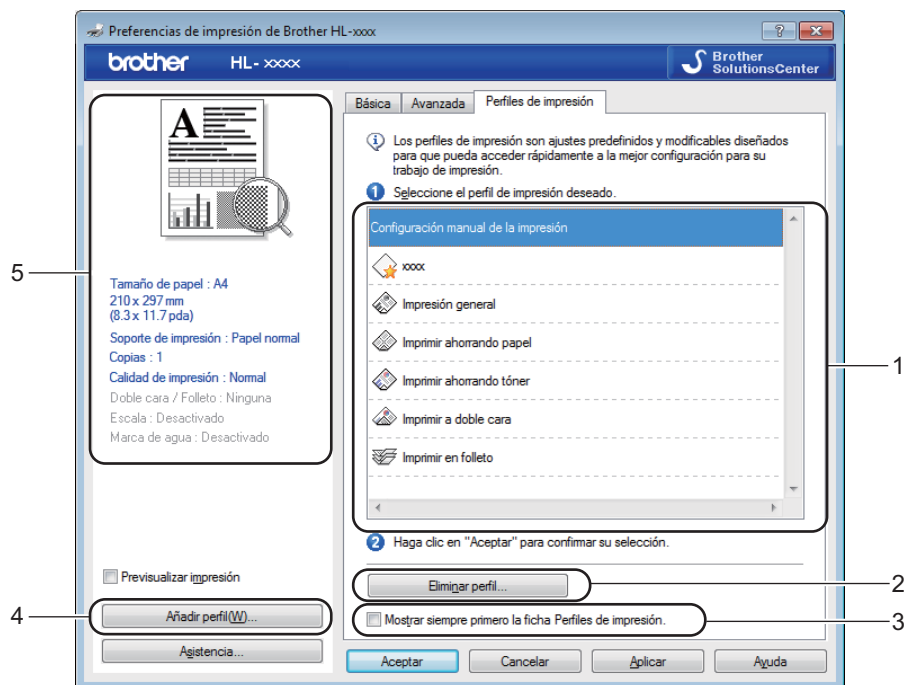 Preferencias de impresión de Brother HL-xxxx
brother HL- xxxx
Brother
SolutionsCenter
Básica Avanzada Perfiles de impresión
Los perfiles de impresión son ajustes predefinidos y modificables diseñados
para que pueda acceder rápidamente a la mejor configuración para su
trabajo de impresión.
1 Seleccione el perfil de impresión deseado.
Configuración manual de la impresión
xxxx
Impresión general
Imprimir ahorrando papel
Imprimir ahorrando tóner
Imprimir a doble cara
Imprimir en folleto
2 Haga clic en "Aceptar" para confirmar su selección.
Eliminar perfil...
Mostrar siempre primero la ficha Perfiles de impresión.
A
Tamaño de papel : A4
210 x 297 mm
(8.3 x 11.7 pda)
Soporte de impresión : Papel normal
Copias : 1
Calidad de impresión : Normal
Doble cara / Folleto : Ninguna
Escala : Desactivado
Marca de agua : Desactivado
Previsualizar impresión
Añadir perfil(W)...
Asistencia...
Aceptar Cancelar Aplicar Ayuda
1
2
3
4
5